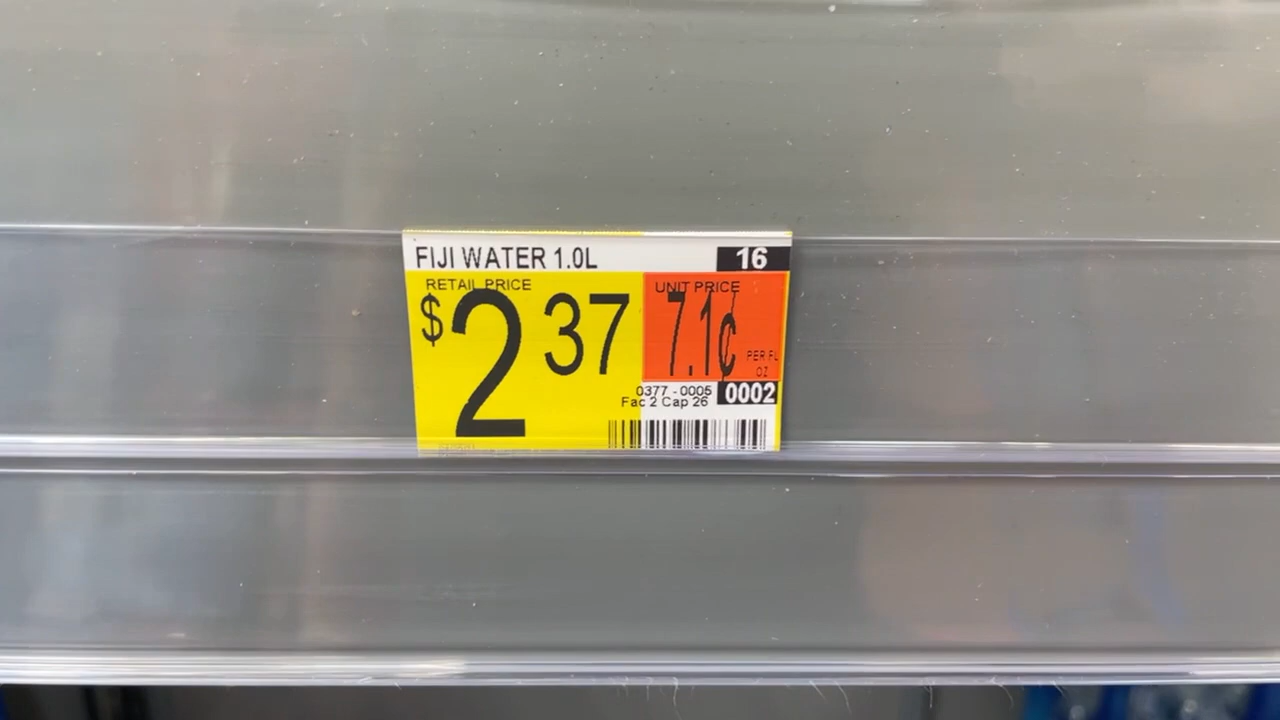 FIJI WATER 1.0L 16
RETAIL PRICE UNIT PRICE
$2 37 7.1¢ PER FL
OZ
0377-0005 0002
Fac 2 Cap 26